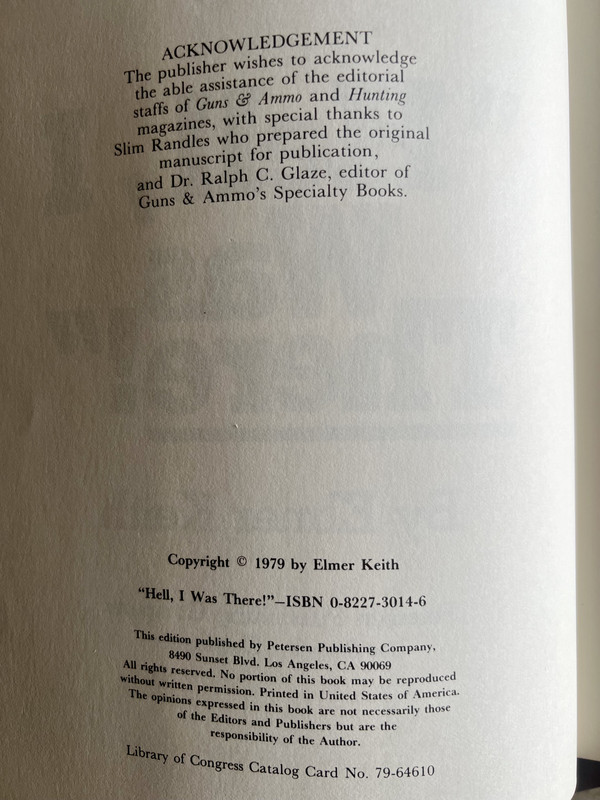 ACKNOWLEDGEMENT
The publisher wishes to acknowledge
the able assistance of the editorial
staffs of Guns & Ammo and Hunting
magazines, with special thanks to
Slim Randles who prepared the original
manuscript for publication,
and Dr. Ralph C. Glaze, editor of
Guns & Ammo's Specialty Books.
Copyright © 1979 by Elmer Keith
"Hell, I Was There!"—ISBN 0-8227-3014-6
This edition published by Petersen Publishing Company,
8490 Sunset Blvd. Los Angeles, CA 90069
All rights reserved. No portion of this book may be reproduced
without written permission. Printed in United States of America.
The opinions expressed in this book are not necessarily those
of the Editors and Publishers but are the
responsibility of the Author.
Library of Congress Catalog Card No. 79-64610